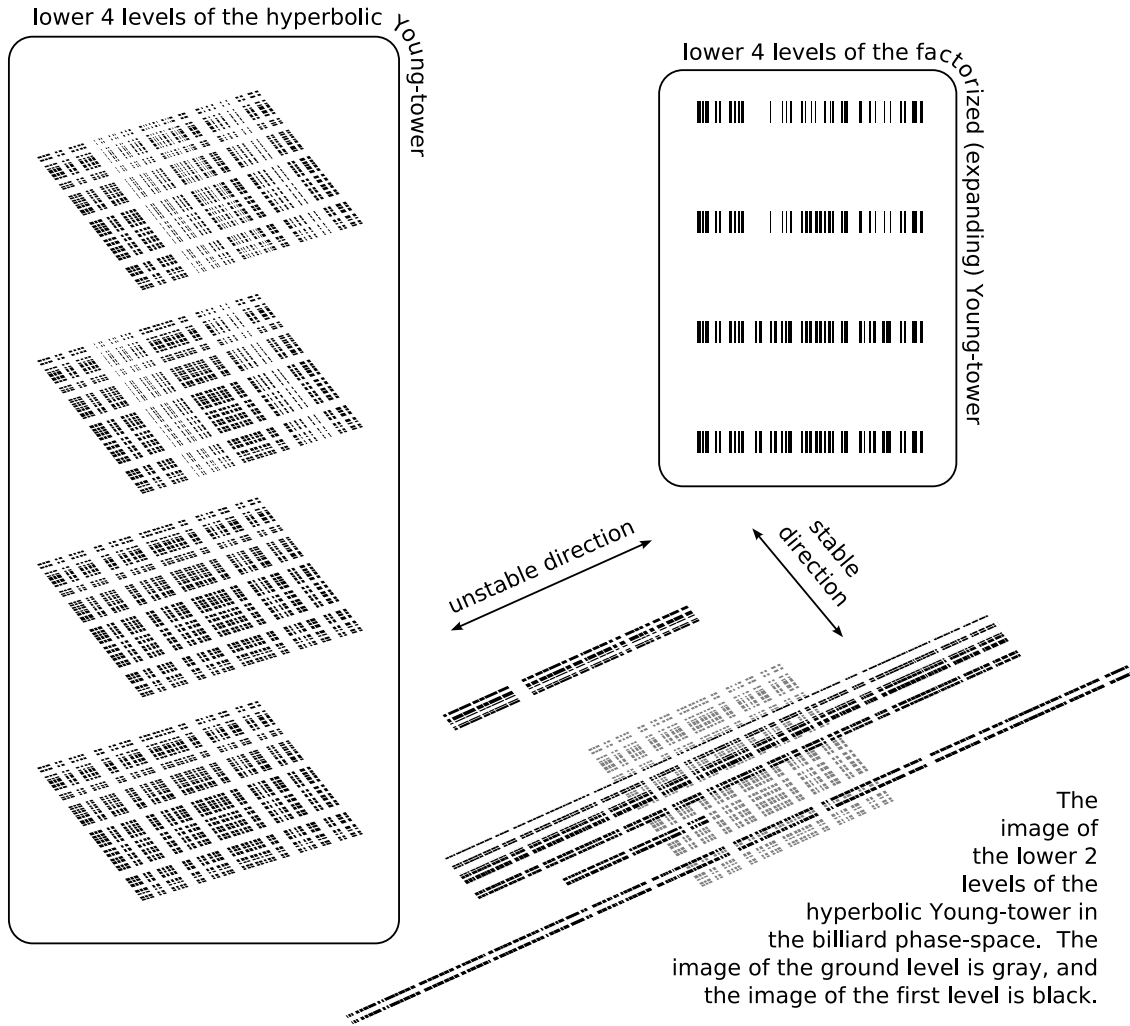 lower 4 levels of the hyperbolic Young-tower
lower 4 levels of the factorized (expanding) Young-tower
unstable direction
stable
direction
The
image of
the lower 2
levels of the
hyperbolic Young-tower in
the billiard phase-space. The
image of the ground level is gray, and
the image of the first level is black.